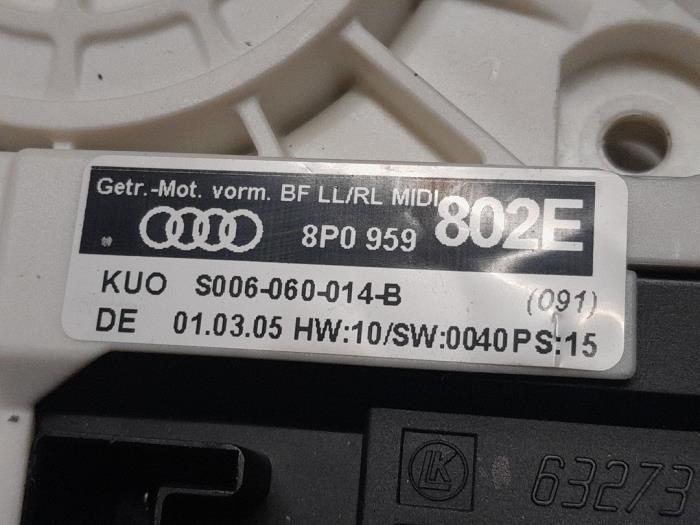 Getr.-Mot. vorm. BF LL/RL MIDI
8P0 959 802E
KUO S006-060-014-B (091)
DE 01.03.05 HW:10/SW:0040 PS:15
LK 63273